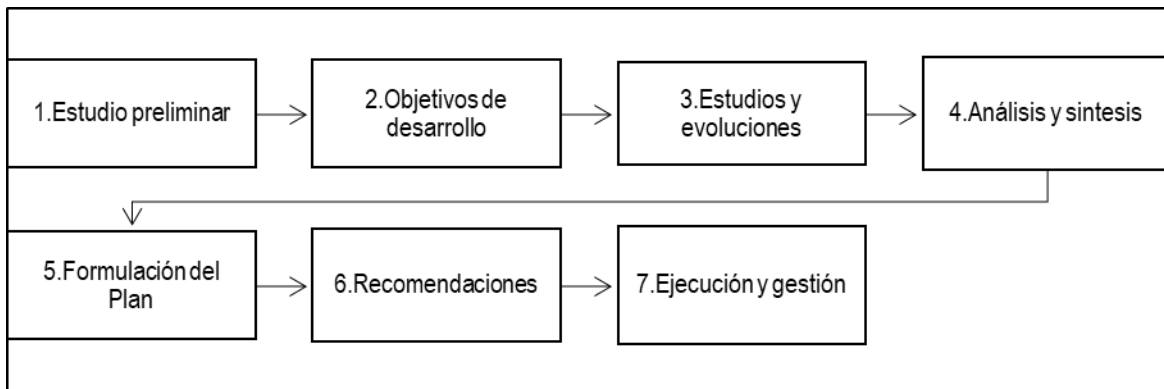 1.Estudio preliminar
2.Objetivos de
desarrollo
3.Estudios y
evoluciones
4.Análisis y sintesis
5.Formulación del
Plan
6.Recomendaciones
7.Ejecución y gestión